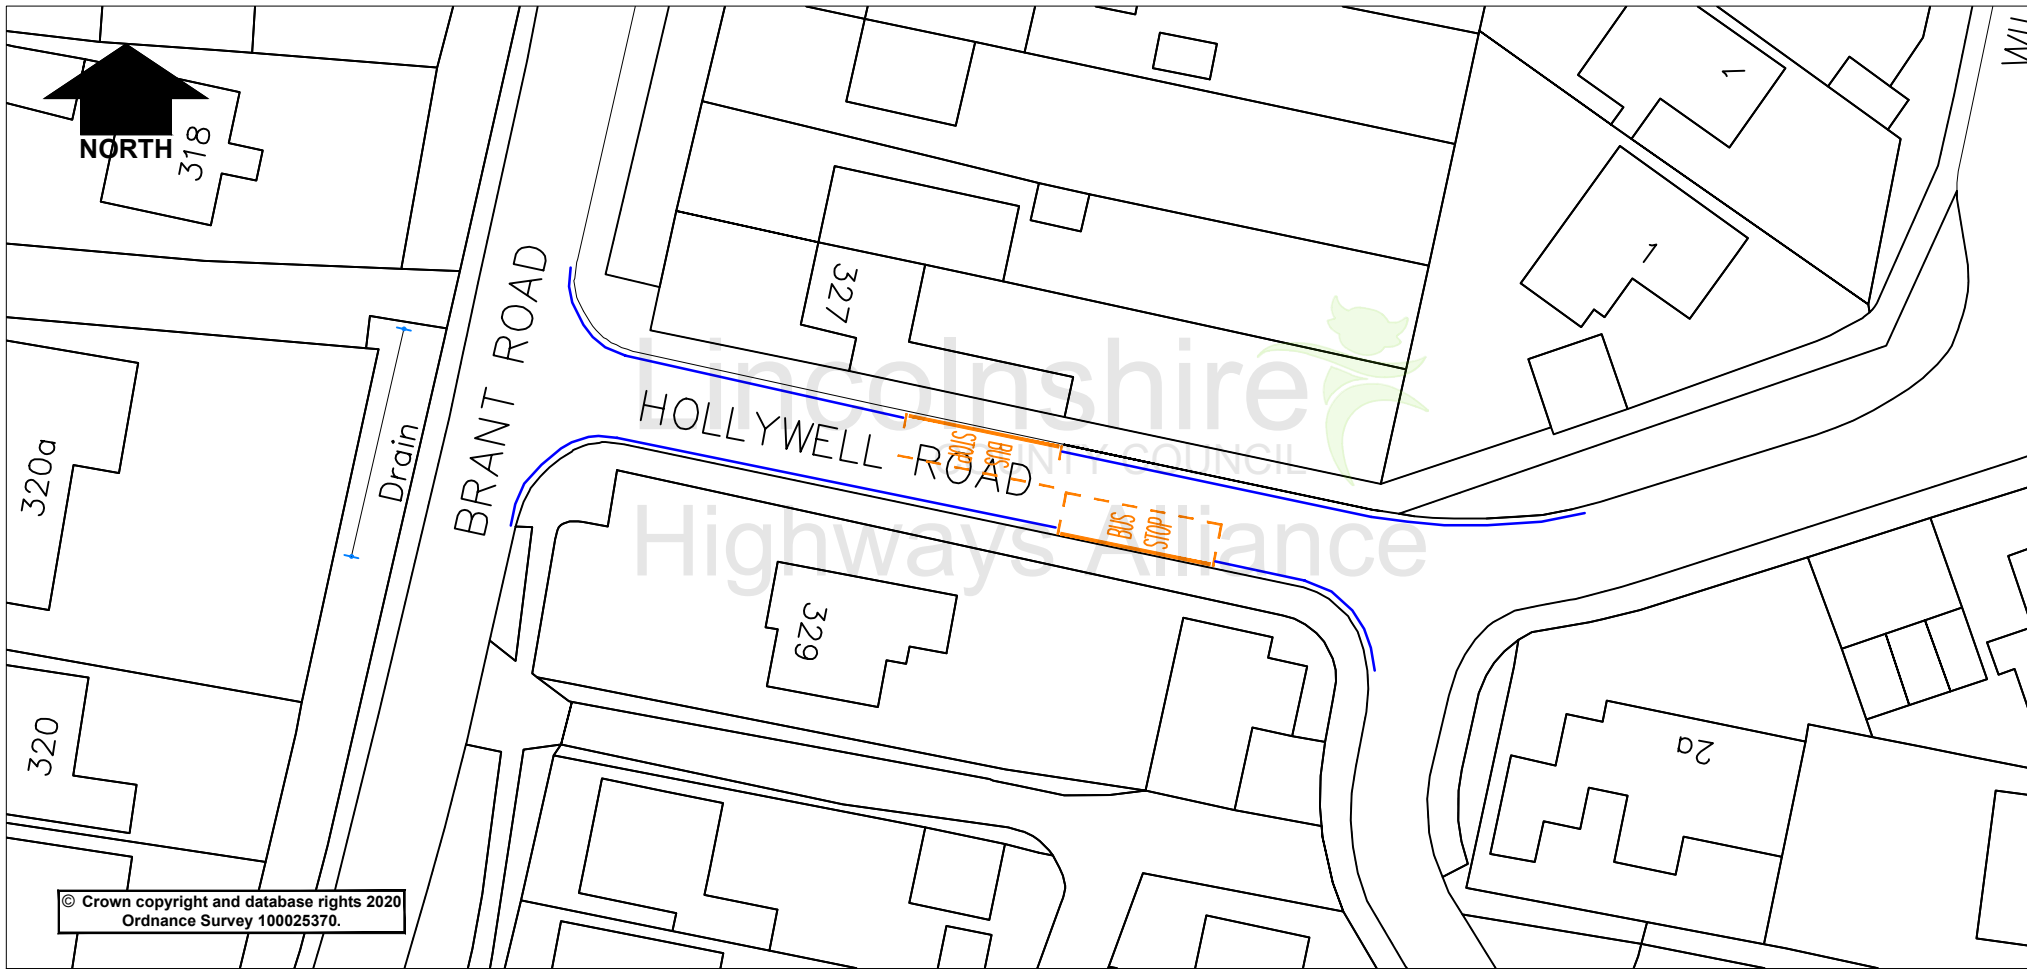 NORTH
318
WIN
1
1
327
BRANT ROAD
HOLLYWELL ROAD
Lincolnshire
COUNTY COUNCIL
Highways Alliance
BUS
STOP
BUS
STOP
320a
Drain
329
320
2a
© Crown copyright and database rights 2020
Ordnance Survey 100025370.